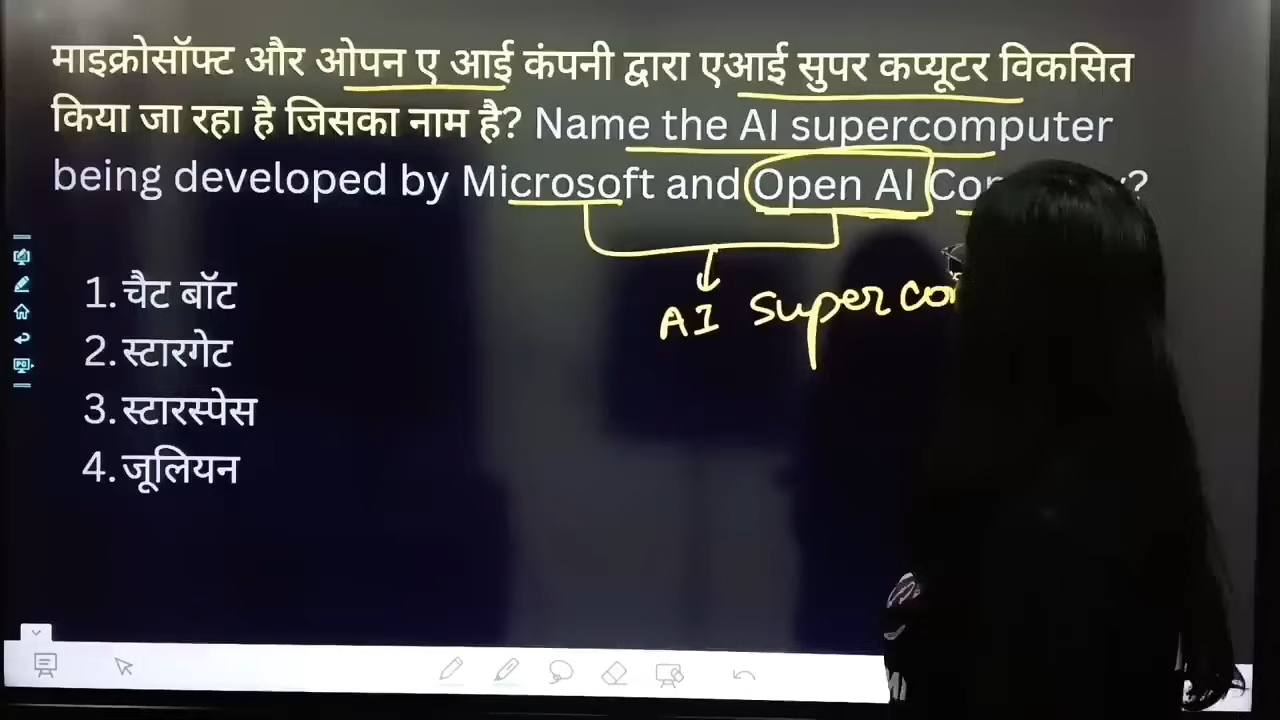 माइक्रोसॉफ्ट और ओपन ए आई कंपनी द्वारा एआई सुपर कप्यूटर विकसित
किया जा रहा है जिसका नाम है? Name the AI supercomputer
being developed by Microsoft and Open AI ?
1. चैट बॉट
2. स्टारगेट
3. स्टारस्पेस
4. जूलियन
AI Super